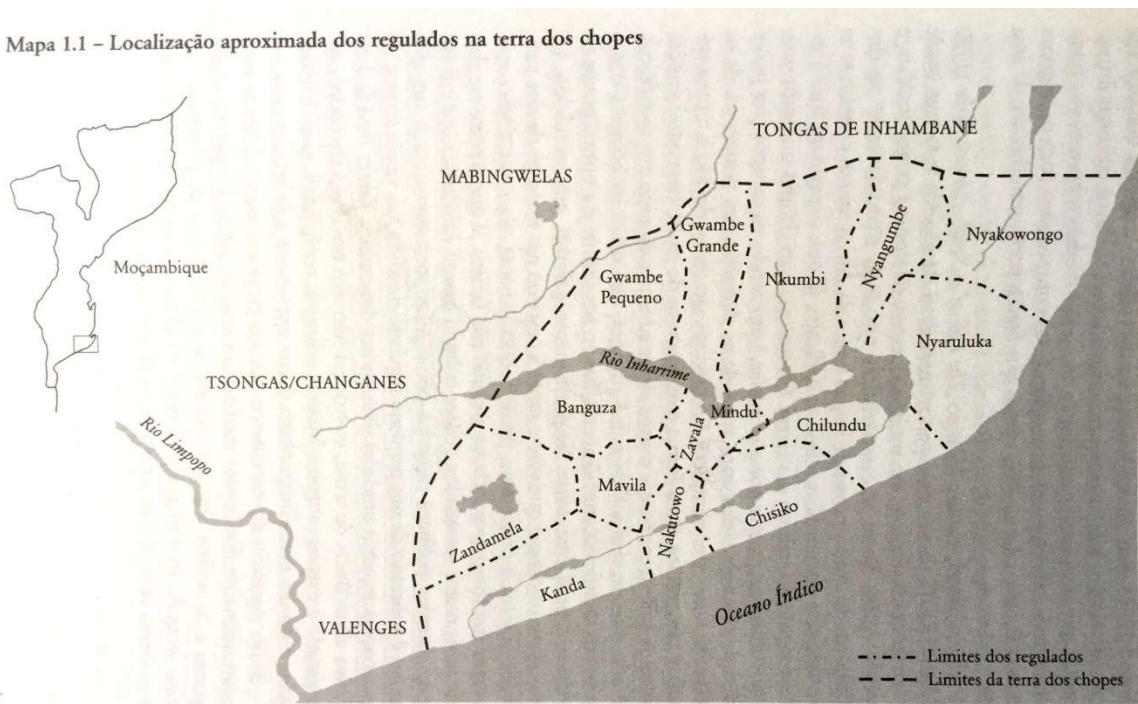 Mapa 1.1 – Localização aproximada dos regulados na terra dos chopes
TONGAS DE INHAMBANE
MABINGWELAS
Moçambique
Gwambe
Grande
Nyangumbe
Nyakowongo
Gwambe
Pequeno
Nkumbi
Nyaruluka
Rio Inharrime
TSONGAS/CHANGANES
Banguza
Mindu
Zavala
Chilundu
Rio Limpopo
Mavila
Nakutowo
Chisiko
Zandamela
Kanda
Oceano Índico
VALENGES
Limites dos regulados
Limites da terra dos chopes